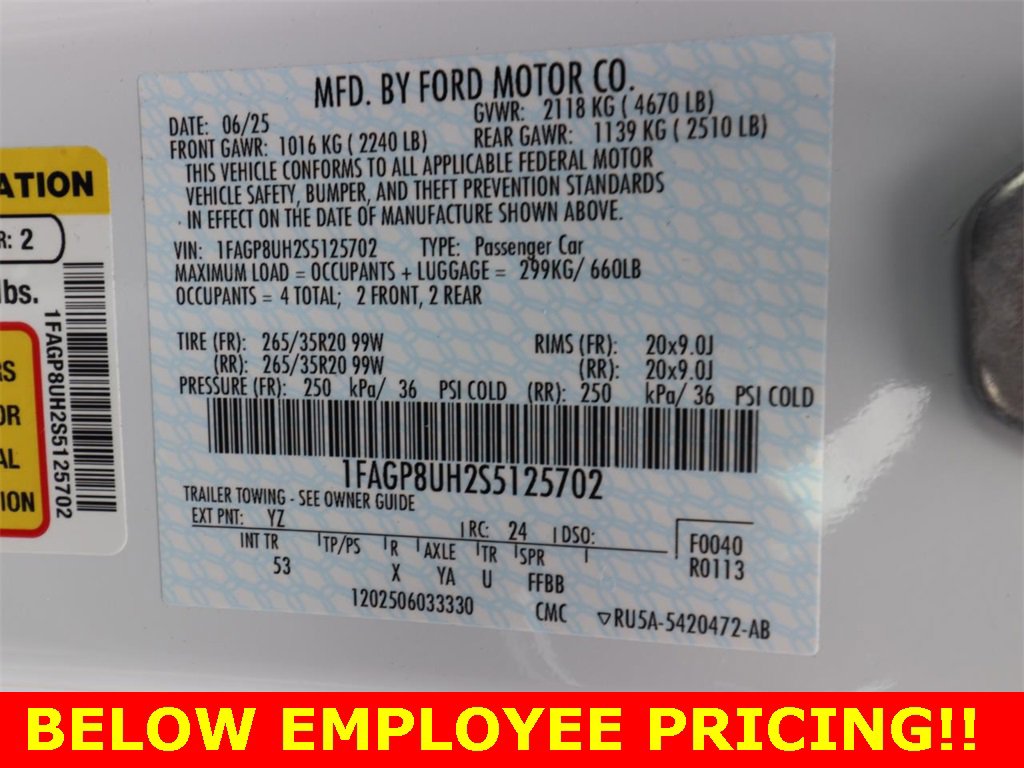 MFD. BY FORD MOTOR CO.
DATE: 06/25 GVWR: 2118 KG ( 4670 LB)
FRONT GAWR: 1016 KG ( 2240 LB) REAR GAWR: 1139 KG ( 2510 LB)
THIS VEHICLE CONFORMS TO ALL APPLICABLE FEDERAL MOTOR
VEHICLE SAFETY, BUMPER, AND THEFT PREVENTION STANDARDS
IN EFFECT ON THE DATE OF MANUFACTURE SHOWN ABOVE.
VIN: 1FAGP8UH2S5125702 TYPE: Passenger Car
MAXIMUM LOAD = OCCUPANTS + LUGGAGE = 299KG/ 660LB
OCCUPANTS = 4 TOTAL; 2 FRONT, 2 REAR
TIRE (FR): 265/35R20 99W RIMS (FR): 20x9.0J
(RR): 265/35R20 99W (RR): 20x9.0J
PRESSURE (FR): 250 kPa/ 36 PSI COLD (RR): 250 kPa/ 36 PSI COLD
1FAGP8UH2S5125702
TRAILER TOWING - SEE OWNER GUIDE
EXT PNT: YZ RC: 24 DSO:
F0040
R0113
INT TR TP/PS R AXLE TR SPR
53 X YA U FFBB
1202506033330 CMC ▽RU5A-5420472-AB
ATION
R: 2
lbs.
RS
OR
AL
ION
1FAGP8UH2S5125702
BELOW EMPLOYEE PRICING!!